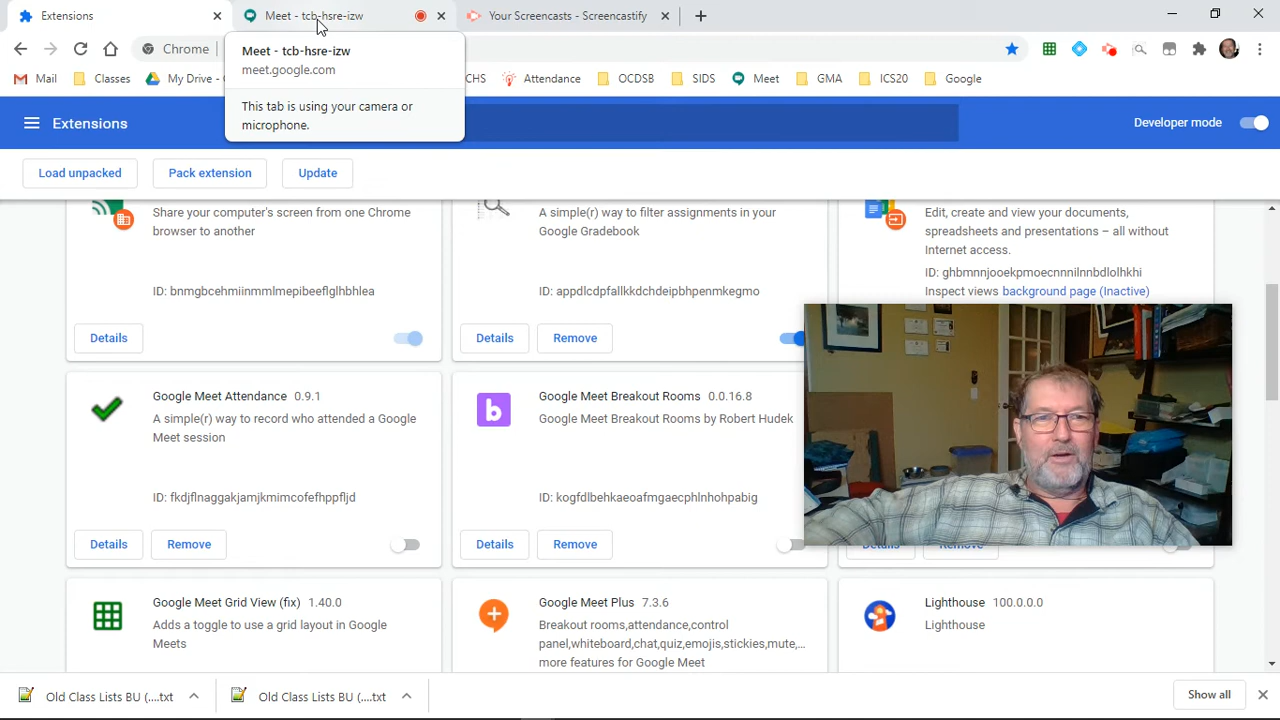 Extensions
Meet - tcb-hsre-izw
Your Screencasts - Screencastify
Chrome
Meet - tcb-hsre-izw
meet.google.com
This tab is using your camera or
microphone.
Mail
Classes
My Drive -
CHS
Attendance
OCDSB
SIDS
Meet
GMA
ICS20
Google
Extensions
Developer mode
Load unpacked
Pack extension
Update
Share your computer's screen from one Chrome
browser to another
ID: bnmgbcehmiinmmlmepibeeflglhbhlea
Details
A simple(r) way to filter assignments in your
Google Gradebook
ID: appdlcdpfallkkdchdeipbhpenmkegmo
Details
Remove
Edit, create and view your documents,
spreadsheets and presentations – all without
Internet access.
ID: ghbmnnjooekpmoecnnnilnnbdlolhkhi
Inspect views background page (Inactive)
Google Meet Attendance 0.9.1
A simple(r) way to record who attended a Google
Meet session
ID: fkdjflnaggakjamjkmimcofefhppfljd
Details
Remove
Google Meet Breakout Rooms 0.0.16.8
Google Meet Breakout Rooms by Robert Hudek
b
ID: kogfdlbehkaeoafmgaecphlnhohpabig
Details
Remove
Details
Remove
Google Meet Grid View (fix) 1.40.0
Adds a toggle to use a grid layout in Google
Meets
Google Meet Plus 7.3.6
Breakout rooms,attendance,control
panel,whiteboard,chat,quiz,emojis,stickies,mute,...
more features for Google Meet
Lighthouse 100.0.0.0
Lighthouse
Old Class Lists BU (....txt
Old Class Lists BU (....txt
Show all